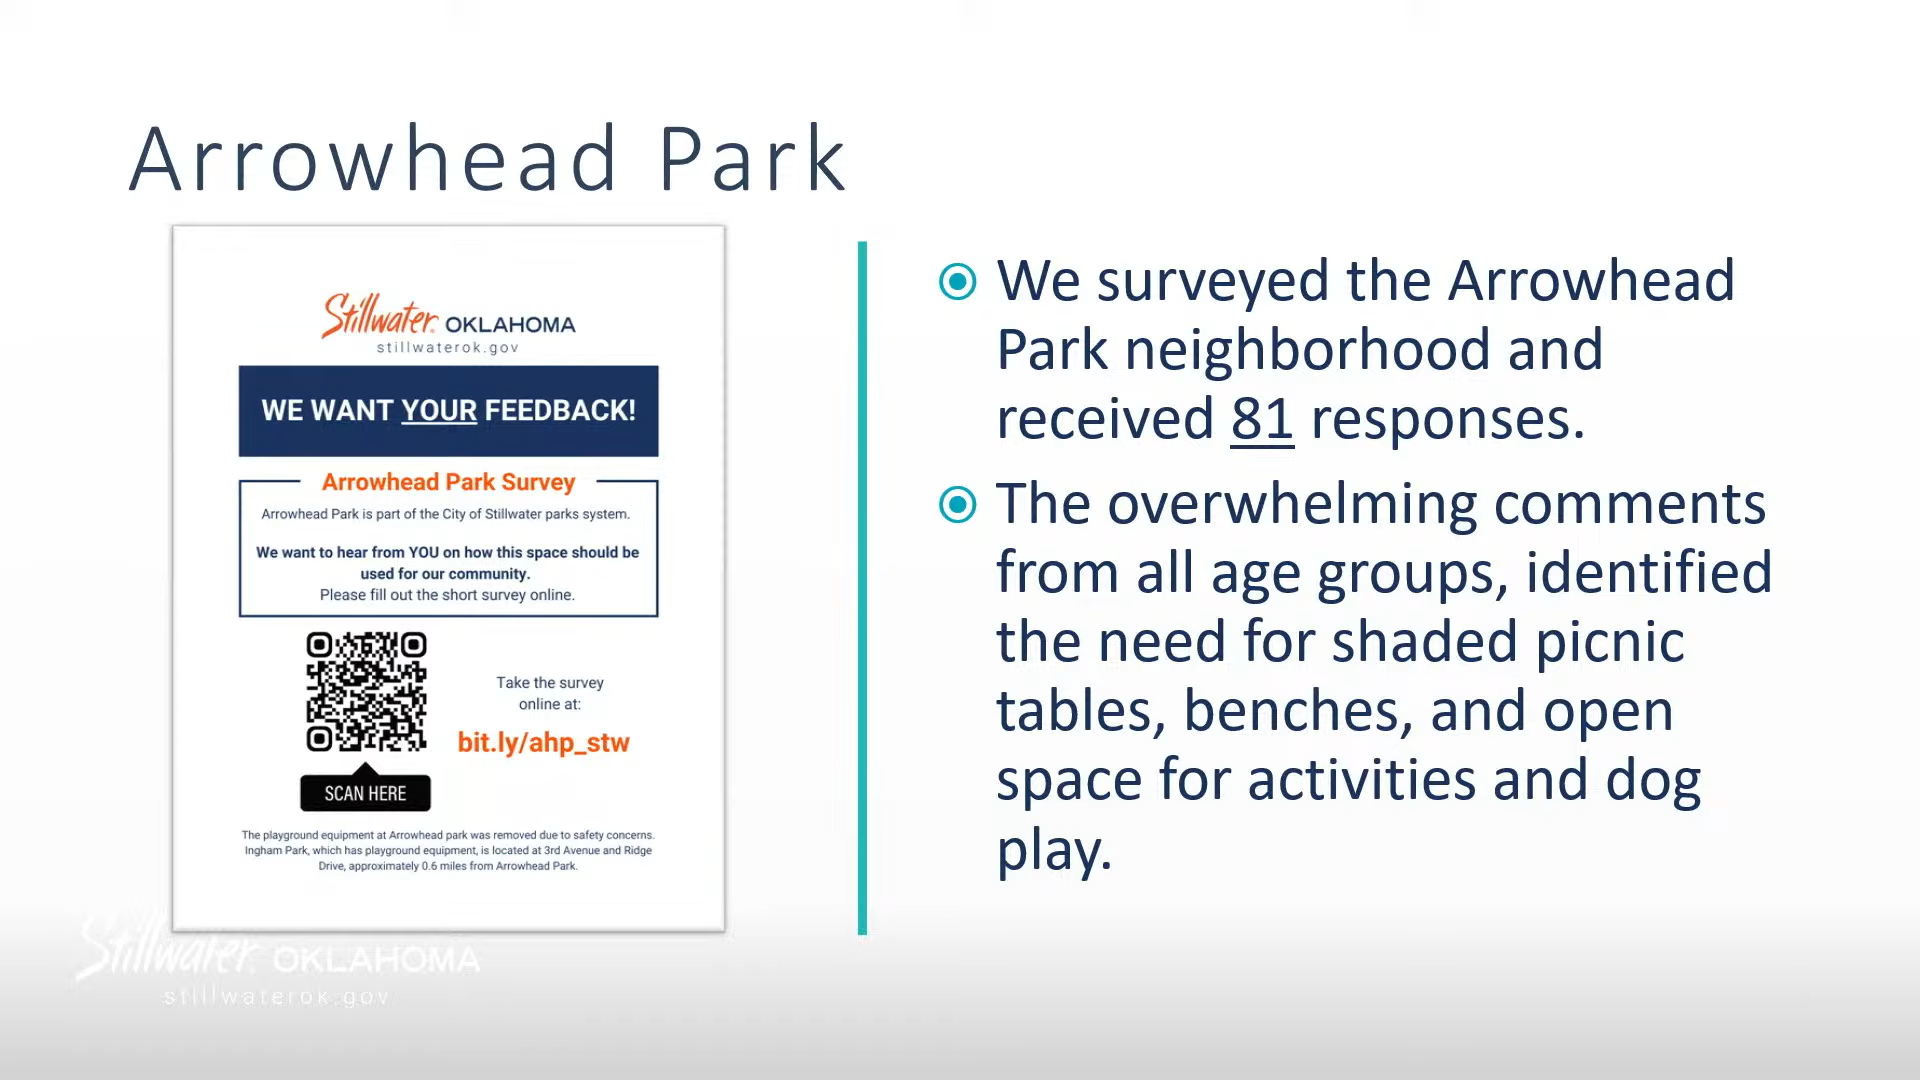 Arrowhead Park
Stillwater OKLAHOMA
stillwaterok.gov
WE WANT YOUR FEEDBACK!
Arrowhead Park Survey
Arrowhead Park is part of the City of Stillwater parks system.
We want to hear from YOU on how this space should be
used for our community.
Please fill out the short survey online.
Take the survey
online at:
bit.ly/ahp_stw
SCAN HERE
The playground equipment at Arrowhead park was removed due to safety concerns.
Ingham Park, which has playground equipment, is located at 3rd Avenue and Ridge
Drive, approximately 0.6 miles from Arrowhead Park.
We surveyed the Arrowhead
Park neighborhood and
received 81 responses.
The overwhelming comments
from all age groups, identified
the need for shaded picnic
tables, benches, and open
space for activities and dog
play.
Stillwater OKLAHOMA
stillwaterok.gov